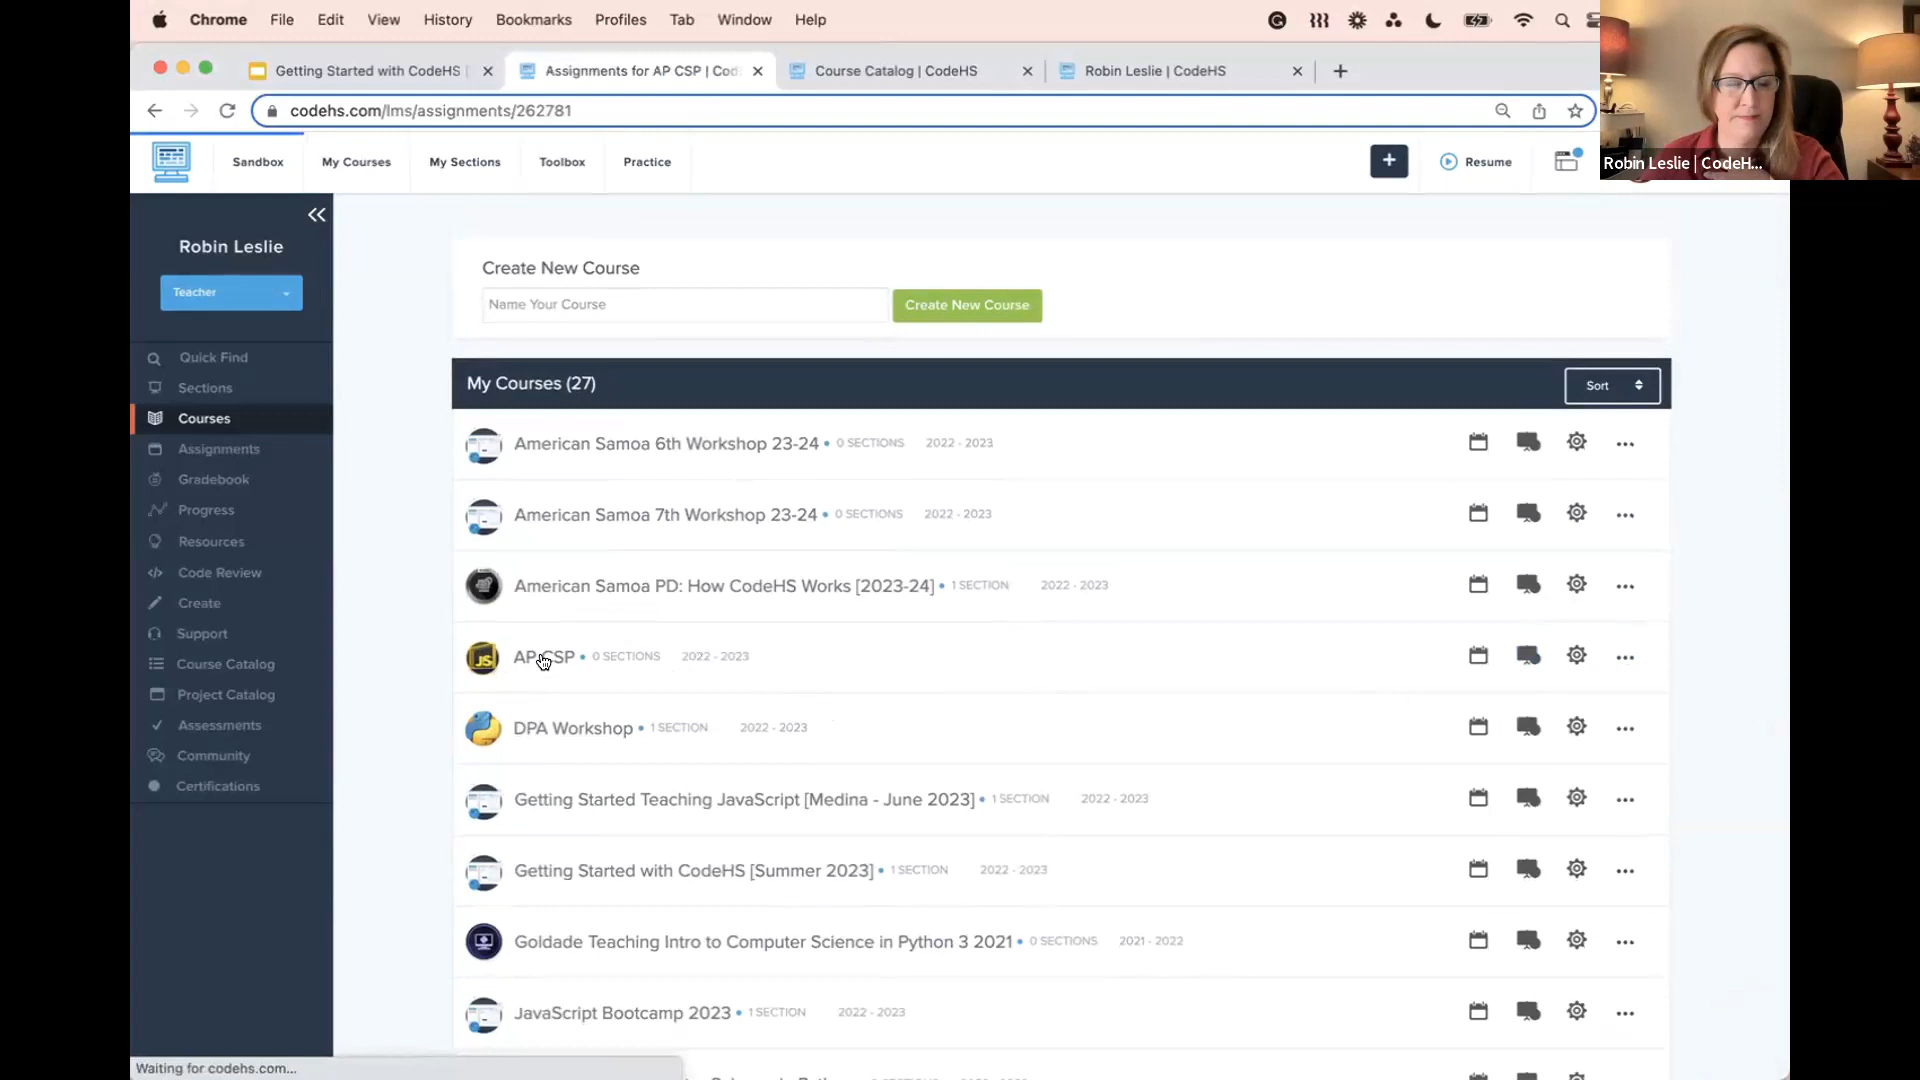 Chrome File Edit View History Bookmarks Profiles Tab Window Help
Getting Started with CodeHS
Assignments for AP CSP | Cod
Course Catalog | CodeHS
Robin Leslie | CodeHS
codehs.com/lms/assignments/262781
Sandbox
My Courses
My Sections
Toolbox
Practice
Resume
Robin Leslie | CodeH...
Robin Leslie
Teacher
Quick Find
Sections
Courses
Assignments
Gradebook
Progress
Resources
Code Review
Create
Support
Course Catalog
Project Catalog
Assessments
Community
Certifications
Create New Course
Name Your Course
Create New Course
My Courses (27)
Sort
American Samoa 6th Workshop 23-24 • 0 SECTIONS 2022 - 2023
American Samoa 7th Workshop 23-24 • 0 SECTIONS 2022 - 2023
American Samoa PD: How CodeHS Works [2023-24] • 1 SECTION 2022 - 2023
JS
AP CSP • 0 SECTIONS 2022 - 2023
DPA Workshop • 1 SECTION 2022 - 2023
Getting Started Teaching JavaScript [Medina - June 2023] • 1 SECTION 2022 - 2023
Getting Started with CodeHS [Summer 2023] • 1 SECTION 2022 - 2023
Goldade Teaching Intro to Computer Science in Python 3 2021 • 0 SECTIONS 2021 - 2022
JavaScript Bootcamp 2023 • 1 SECTION 2022 - 2023
Waiting for codehs.com...